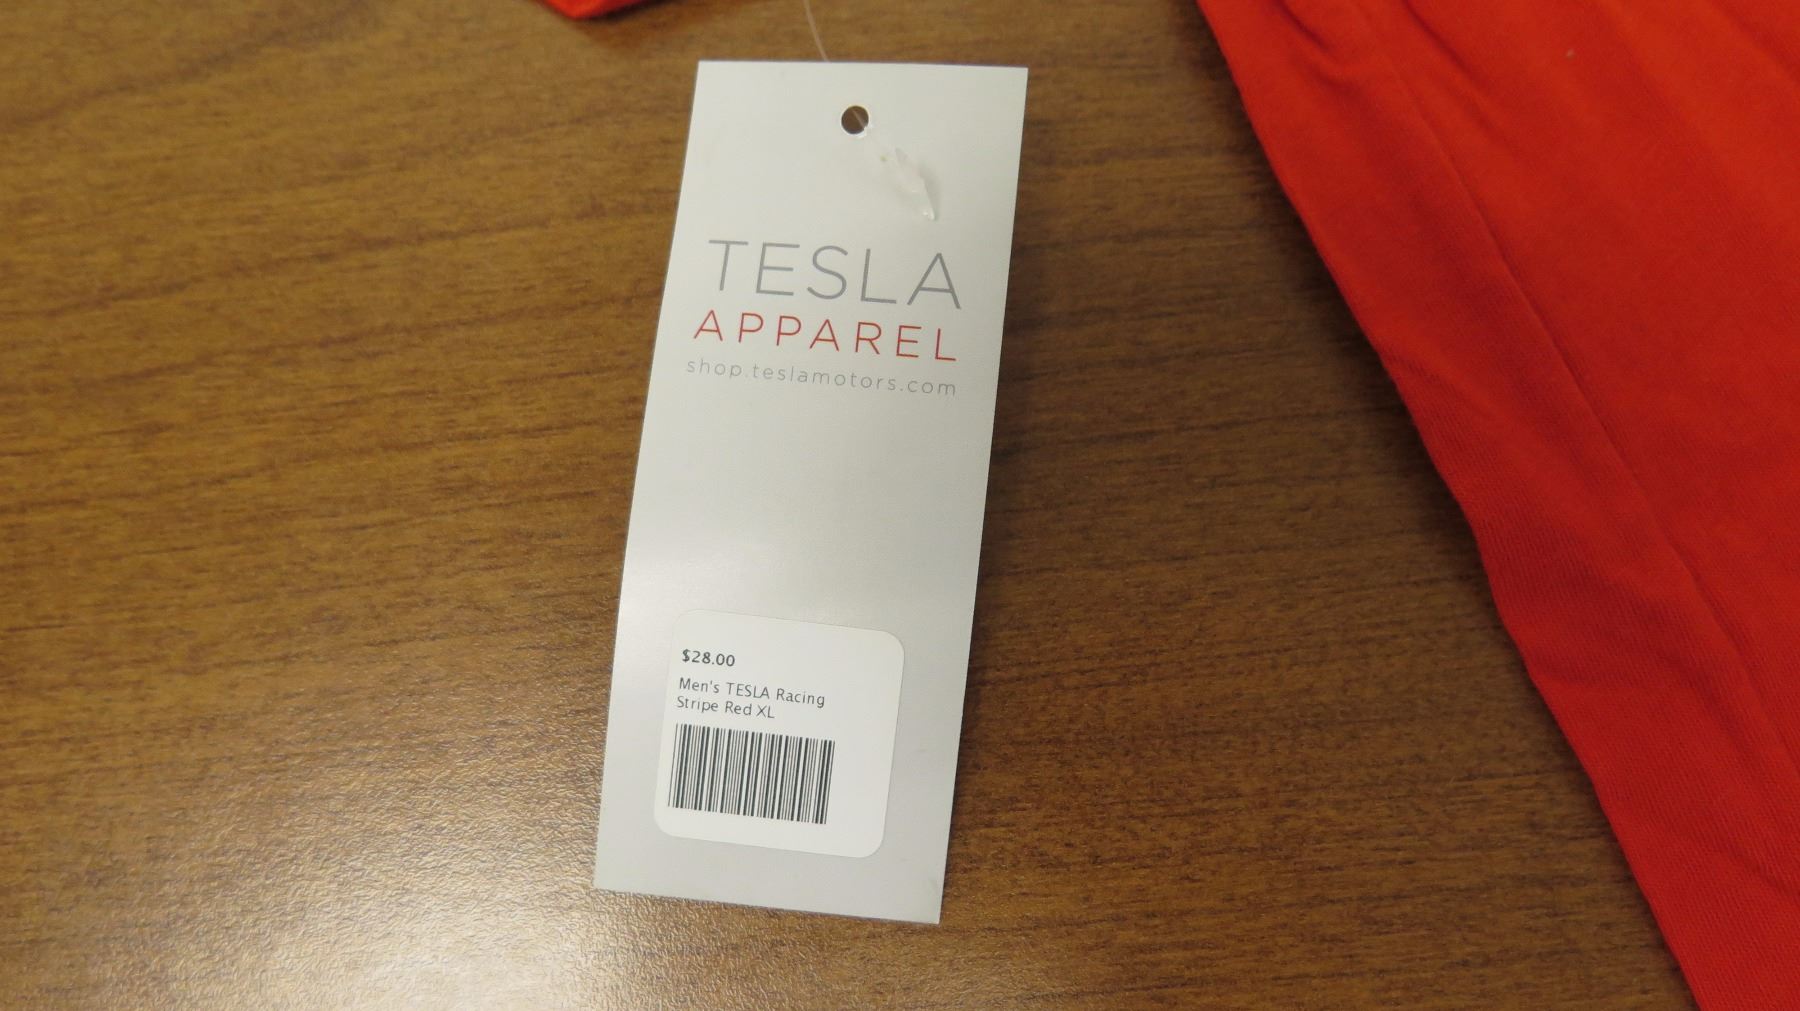 TESLA
APPAREL
shop.teslamotors.com
$28.00
Men's TESLA Racing
Stripe Red XL